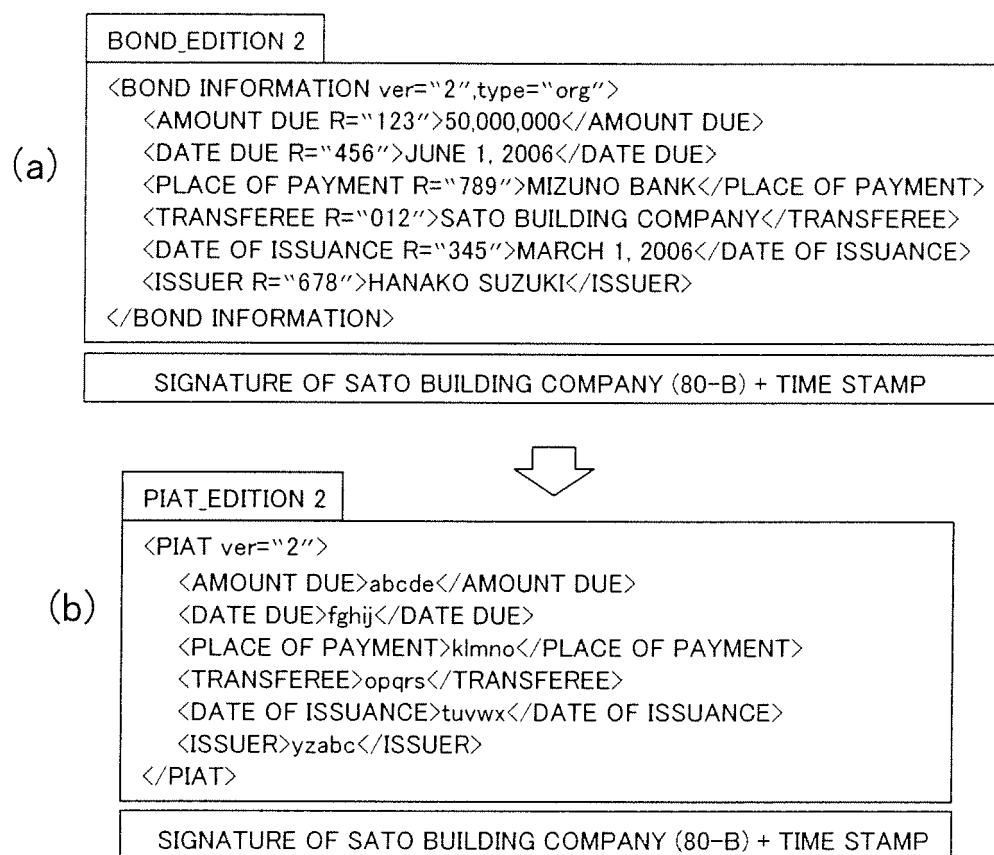 BOND_EDITION 2
<BOND INFORMATION ver="2",type="org">
<AMOUNT DUE R="123">50,000,000</AMOUNT DUE>
<DATE DUE R="456">JUNE 1, 2006</DATE DUE>
(a)
<PLACE OF PAYMENT R="789">MIZUNO BANK</PLACE OF PAYMENT>
<TRANSFEREE R="012">SATO BUILDING COMPANY</TRANSFEREE>
<DATE OF ISSUANCE R="345">MARCH 1, 2006</DATE OF ISSUANCE>
<ISSUER R="678">HANAKO SUZUKI</ISSUER>
</BOND INFORMATION>
SIGNATURE OF SATO BUILDING COMPANY (80-B) + TIME STAMP
PIAT_EDITION 2
<PIAT ver="2">
<AMOUNT DUE>abcde</AMOUNT DUE>
(b)
<DATE DUE>fghij</DATE DUE>
<PLACE OF PAYMENT>klmno</PLACE OF PAYMENT>
<TRANSFEREE>opqrs</TRANSFEREE>
<DATE OF ISSUANCE>tuvwx</DATE OF ISSUANCE>
<ISSUER>yzabc</ISSUER>
</PIAT>
SIGNATURE OF SATO BUILDING COMPANY (80-B) + TIME STAMP